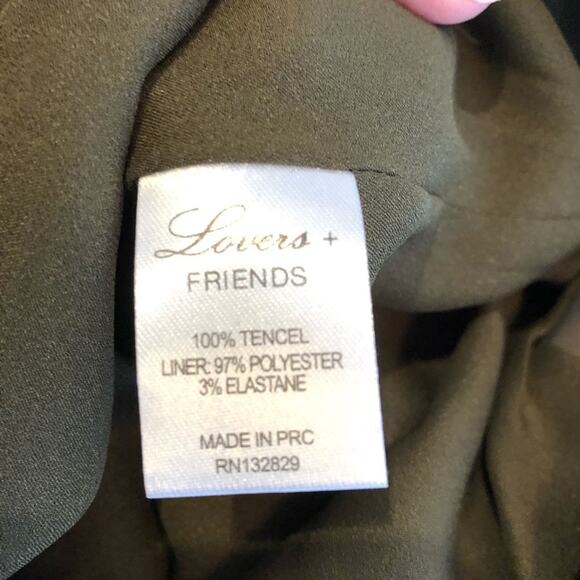 Lovers +
FRIENDS
100% TENCEL
LINER: 97% POLYESTER
3% ELASTANE
MADE IN PRC
RN132829